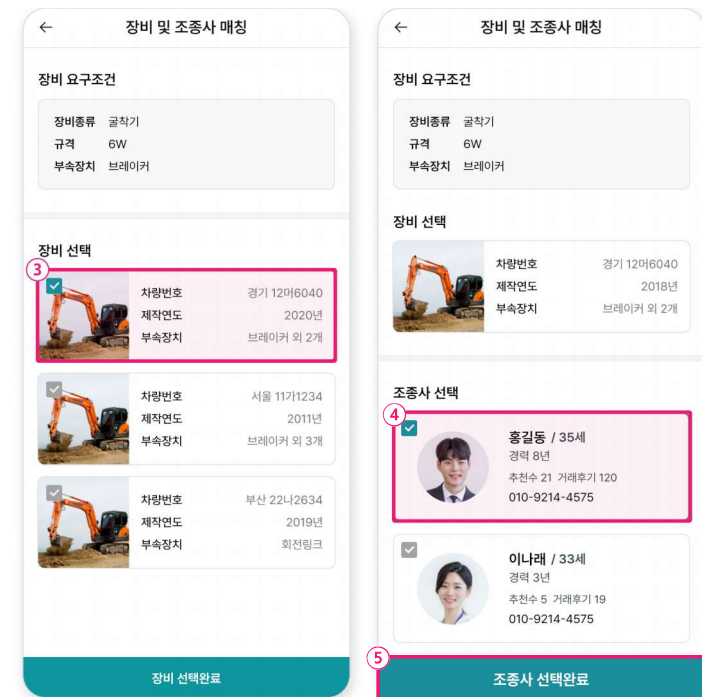 장비 및 조종사 매칭
장비 요구조건
장비종류 굴착기
규격 6W
부속장치 브레이커
장비 선택
③
차량번호 경기 12머6040
제작연도 2020년
부속장치 브레이커 외 2개
차량번호 서울 11가1234
제작연도 2011년
부속장치 브레이커 외 3개
차량번호 부산 22나2634
제작연도 2019년
부속장치 회전링크
장비 선택완료
장비 및 조종사 매칭
장비 요구조건
장비종류 굴착기
규격 6W
부속장치 브레이커
장비 선택
차량번호 경기 12머6040
제작연도 2018년
부속장치 브레이커 외 2개
조종사 선택
④
홍길동 / 35세
경력 8년
추천수 21 거래후기 120
010-9214-4575
이나래 / 33세
경력 3년
추천수 5 거래후기 19
010-9214-4575
⑤
조종사 선택완료